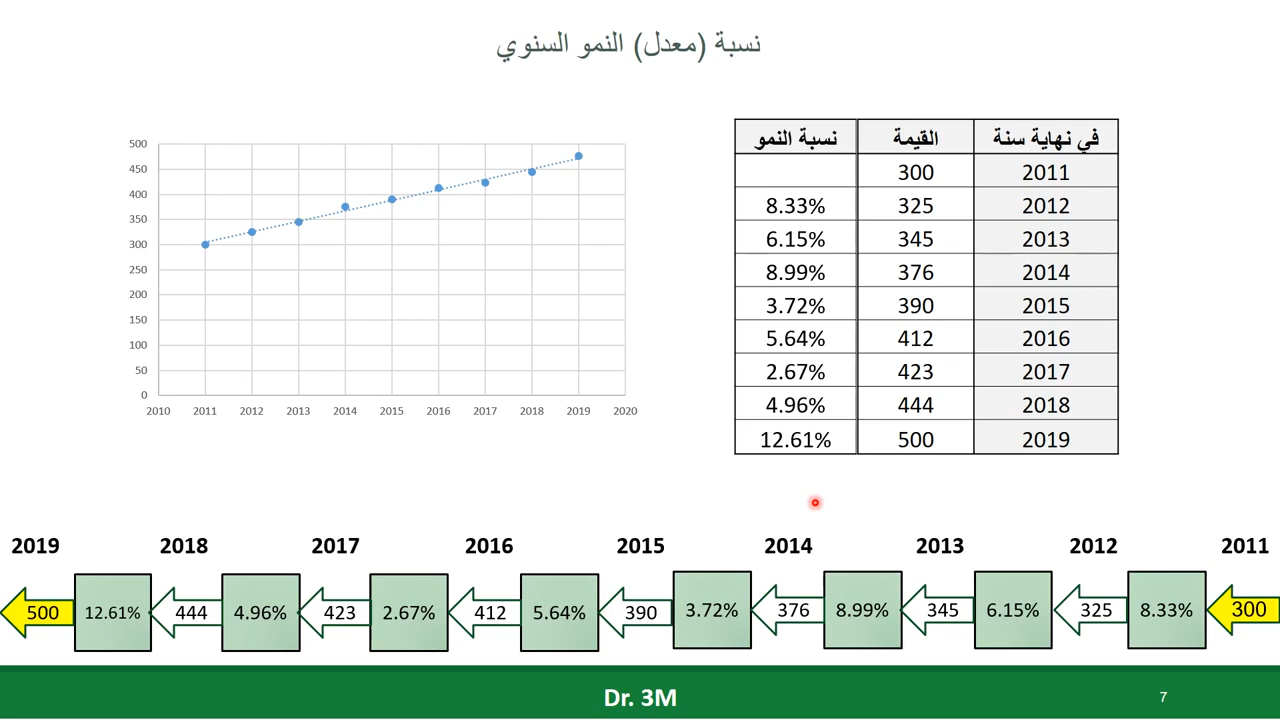 نسبة (معدل) النمو السنوي
500
450
400
350
300
250
200
150
100
50
0
2010 2011 2012 2013 2014 2015 2016 2017 2018 2019 2020
في نهاية سنة القيمة نسبة النمو
2011 300
2012 325 8.33%
2013 345 6.15%
2014 376 8.99%
2015 390 3.72%
2016 412 5.64%
2017 423 2.67%
2018 444 4.96%
2019 500 12.61%
2019 2018 2017 2016 2015 2014 2013 2012 2011
500 12.61% 444 4.96% 423 2.67% 412 5.64% 390 3.72% 376 8.99% 345 6.15% 325 8.33% 300
Dr. 3M
7